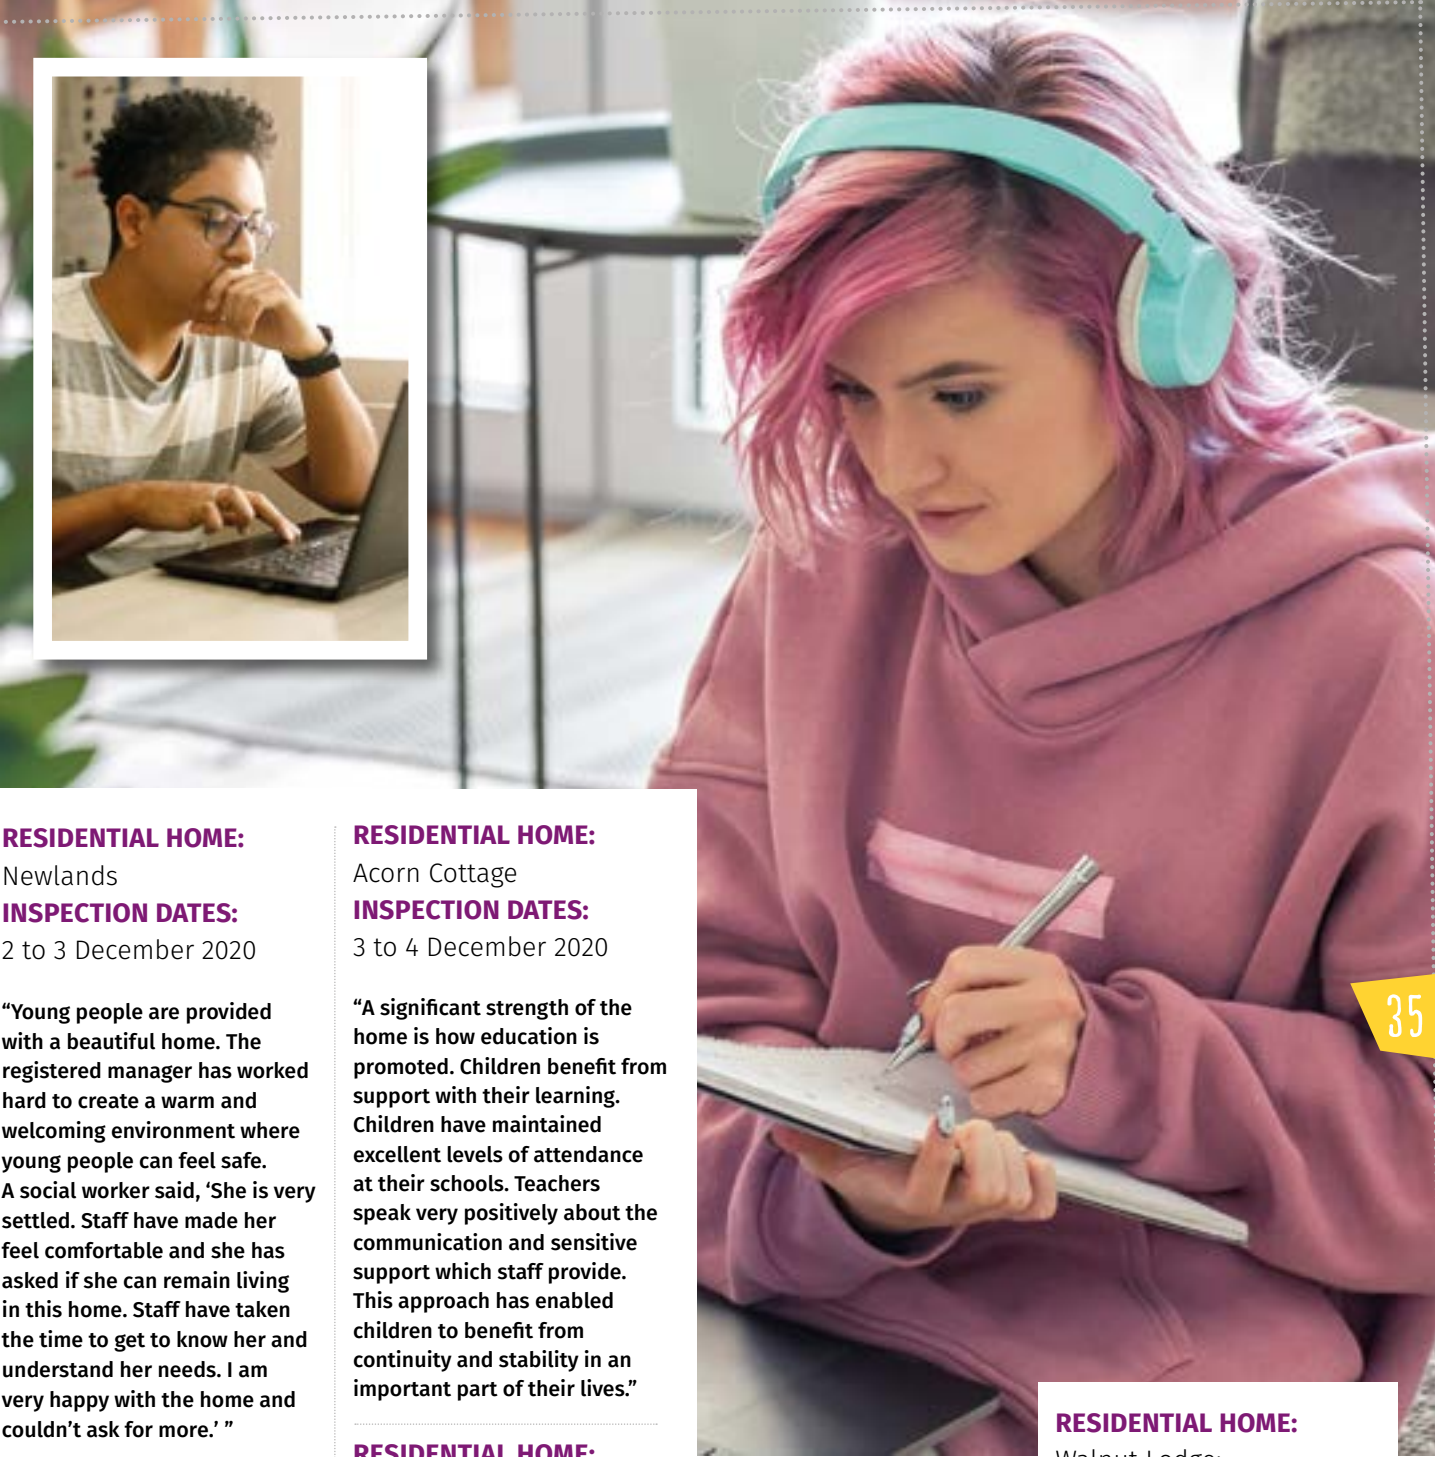 RESIDENTIAL HOME:
Newlands
INSPECTION DATES:
2 to 3 December 2020
“Young people are provided
with a beautiful home. The
registered manager has worked
hard to create a warm and
welcoming environment where
young people can feel safe.
A social worker said, ‘She is very
settled. Staff have made her
feel comfortable and she has
asked if she can remain living
in this home. Staff have taken
the time to get to know her and
understand her needs. I am
very happy with the home and
couldn’t ask for more.’ ”
RESIDENTIAL HOME:
Acorn Cottage
INSPECTION DATES:
3 to 4 December 2020
“A significant strength of the
home is how education is
promoted. Children benefit from
support with their learning.
Children have maintained
excellent levels of attendance
at their schools. Teachers
speak very positively about the
communication and sensitive
support which staff provide.
This approach has enabled
children to benefit from
continuity and stability in an
important part of their lives.”
RESIDENTIAL HOME:
RESIDENTIAL HOME:
Walnut Lodge:
35